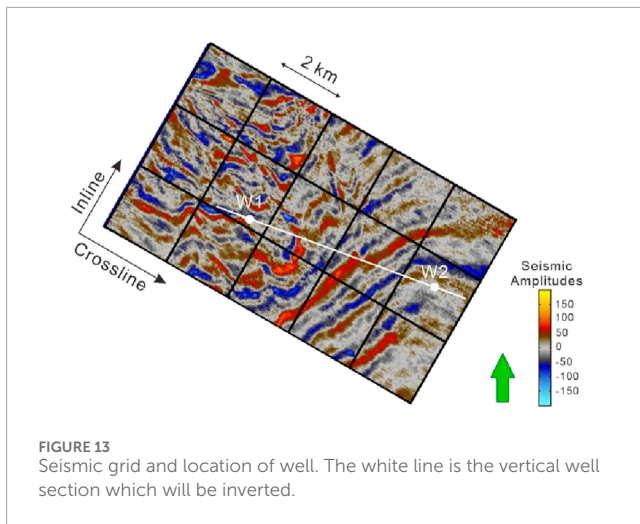 2 km
Inline
Crossline
W1
W2
Seismic
Amplitudes
150
100
50
0
-50
-100
-150
FIGURE 13
Seismic grid and location of well. The white line is the vertical well
section which will be inverted.